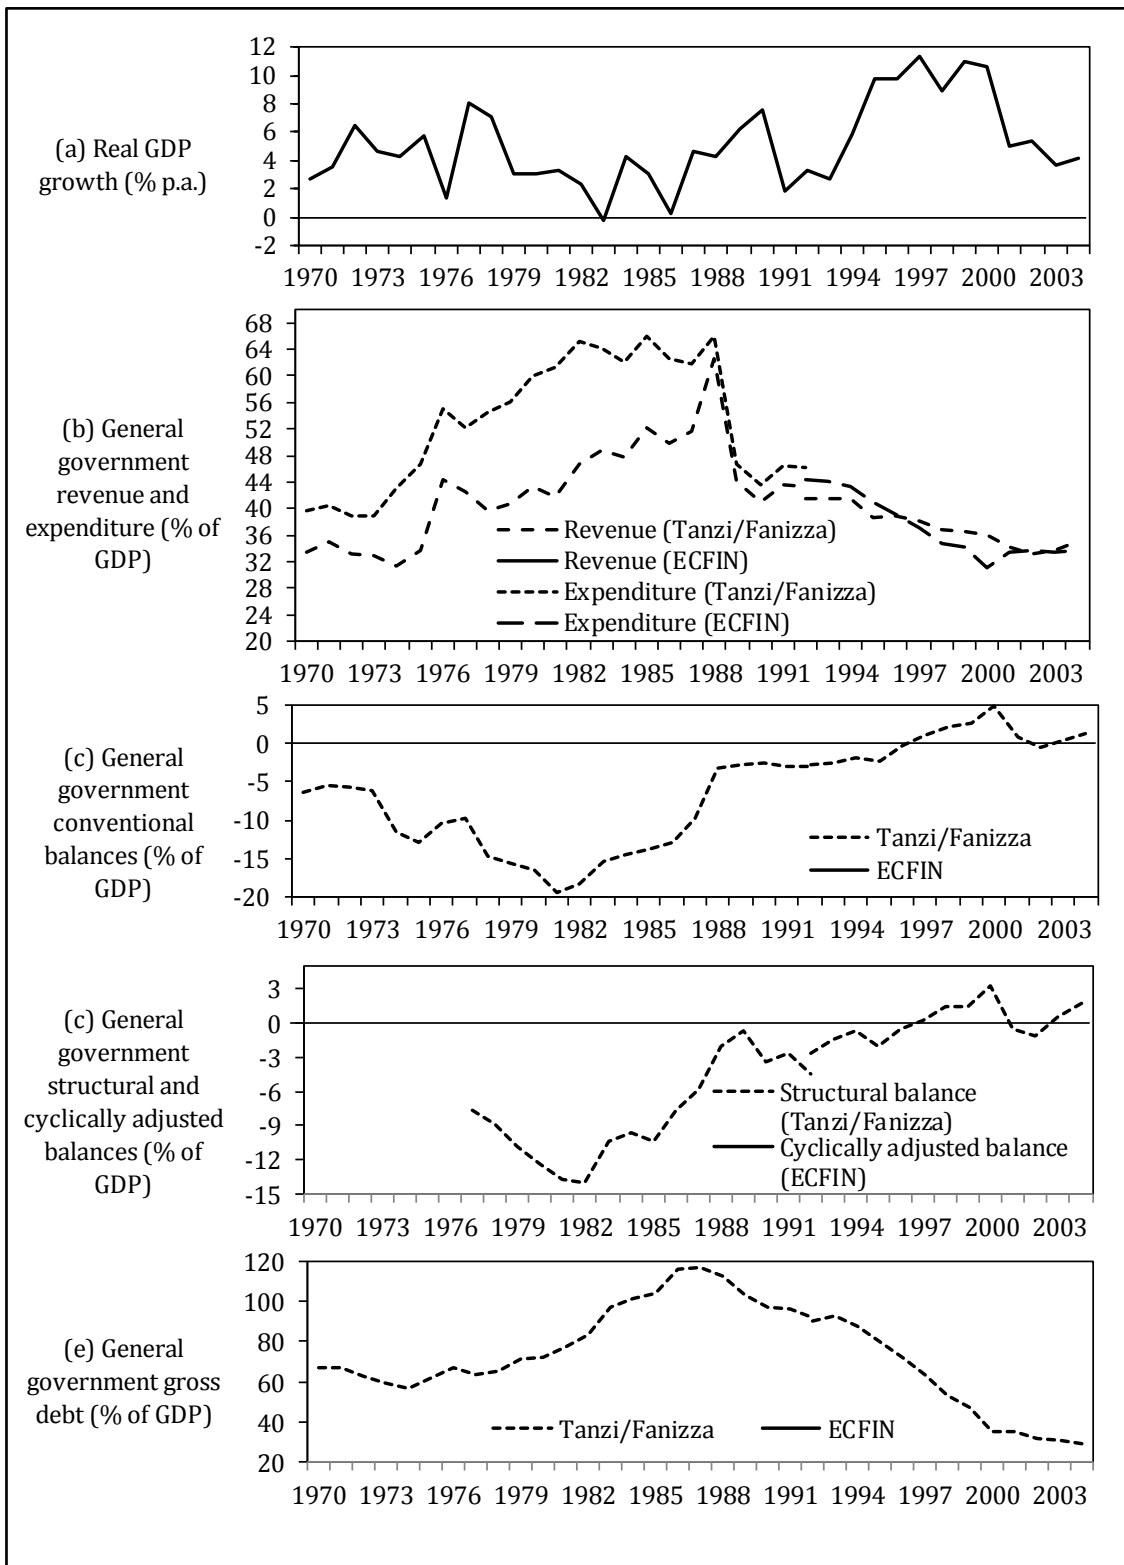 (a) Real GDP
growth (% p.a.)
12
10
8
6
4
2
0
-2
1970 1973 1976 1979 1982 1985 1988 1991 1994 1997 2000 2003
(b) General
government
revenue and
expenditure (% of
GDP)
68
64
60
56
52
48
44
40
36
32
28
24
20
Revenue (Tanzi/Fanizza)
Revenue (ECFIN)
Expenditure (Tanzi/Fanizza)
Expenditure (ECFIN)
1970 1973 1976 1979 1982 1985 1988 1991 1994 1997 2000 2003
(c) General
government
conventional
balances (% of
GDP)
5
0
-5
-10
-15
-20
Tanzi/Fanizza
ECFIN
1970 1973 1976 1979 1982 1985 1988 1991 1994 1997 2000 2003
(c) General
government
structural and
cyclically adjusted
balances (% of
GDP)
3
0
-3
-6
-9
-12
-15
Structural balance
(Tanzi/Fanizza)
Cyclically adjusted balance
(ECFIN)
1970 1973 1976 1979 1982 1985 1988 1991 1994 1997 2000 2003
(e) General
government gross
debt (% of GDP)
120
100
80
60
40
20
Tanzi/Fanizza ECFIN
1970 1973 1976 1979 1982 1985 1988 1991 1994 1997 2000 2003